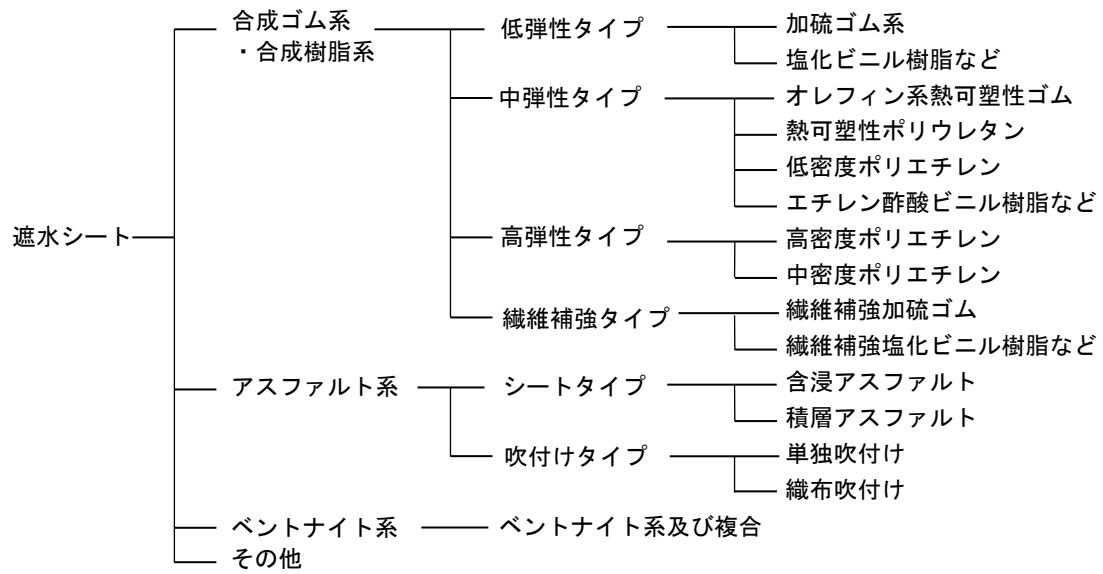 遮水シート
合成ゴム系
・合成樹脂系
低弾性タイプ
加硫ゴム系
塩化ビニル樹脂など
中弾性タイプ
オレフィン系熱可塑性ゴム
熱可塑性ポリウレタン
低密度ポリエチレン
エチレン酢酸ビニル樹脂など
高弾性タイプ
高密度ポリエチレン
中密度ポリエチレン
繊維補強タイプ
繊維補強加硫ゴム
繊維補強塩化ビニル樹脂など
アスファルト系
シートタイプ
含浸アスファルト
積層アスファルト
吹付けタイプ
単独吹付け
織布吹付け
ベントナイト系
ベントナイト系及び複合
その他